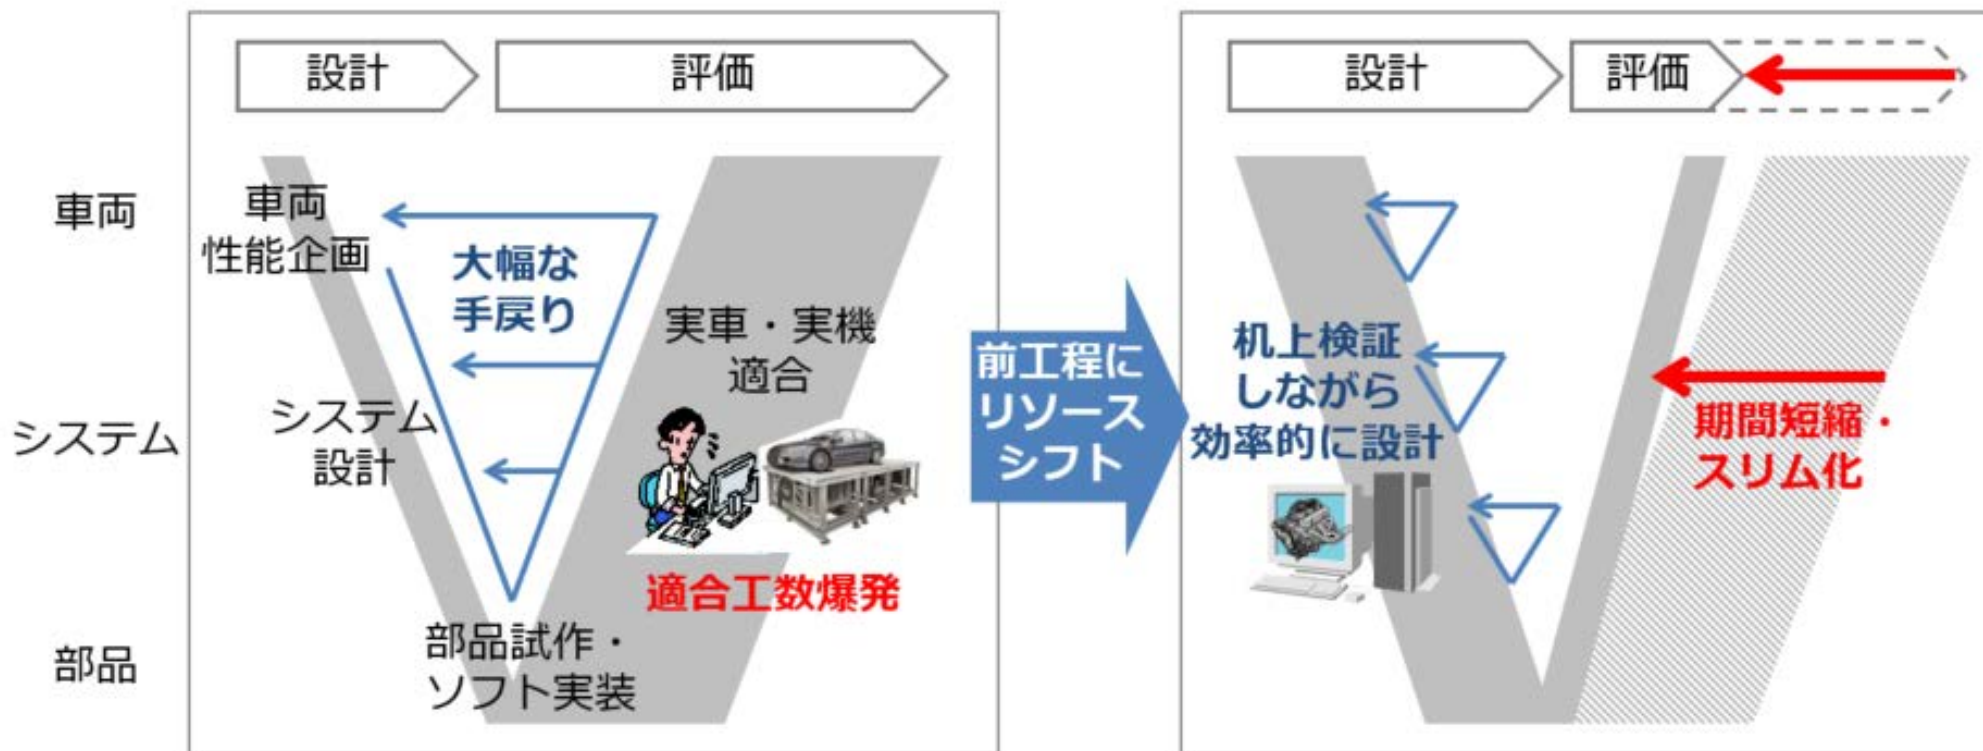 設計
評価
車両
車両
性能企画
大幅な
手戻り
実車・実機
適合
システム
システム
設計
適合工数爆発
部品
部品試作・
ソフト実装
前工程に
リソース
シフト
設計
評価
机上検証
しながら
効率的に設計
期間短縮・
スリム化